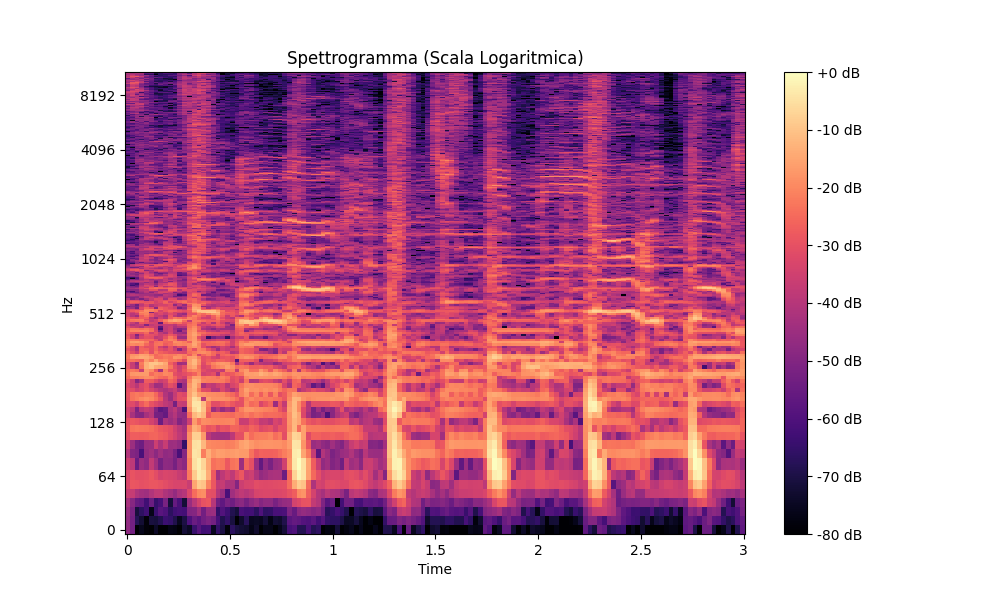 Spettrogramma (Scala Logaritmica)
8192
4096
2048
1024
512
256
128
64
0
Hz
0 0.5 1 1.5 2 2.5 3
Time
+0 dB
-10 dB
-20 dB
-30 dB
-40 dB
-50 dB
-60 dB
-70 dB
-80 dB